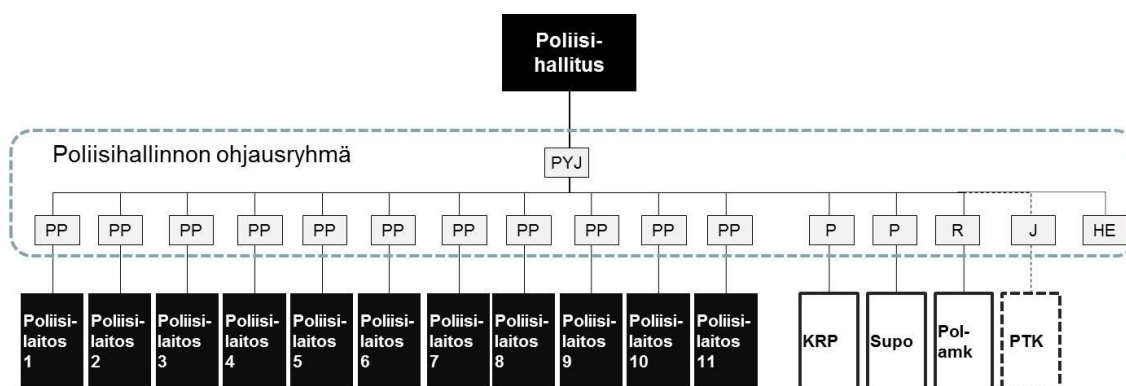 Poliisi-
hallitus
Poliisihallinnon ohjausryhmä
PYJ
PP PP PP PP PP PP PP PP PP PP PP P P R J HE
Poliisi-
laitos
1
Poliisi-
laitos
2
Poliisi-
laitos
3
Poliisi-
laitos
4
Poliisi-
laitos
5
Poliisi-
laitos
6
Poliisi-
laitos
7
Poliisi-
laitos
8
Poliisi-
laitos
9
Poliisi-
laitos
10
Poliisi-
laitos
11
KRP
Supo
Pol-
amk
PTK